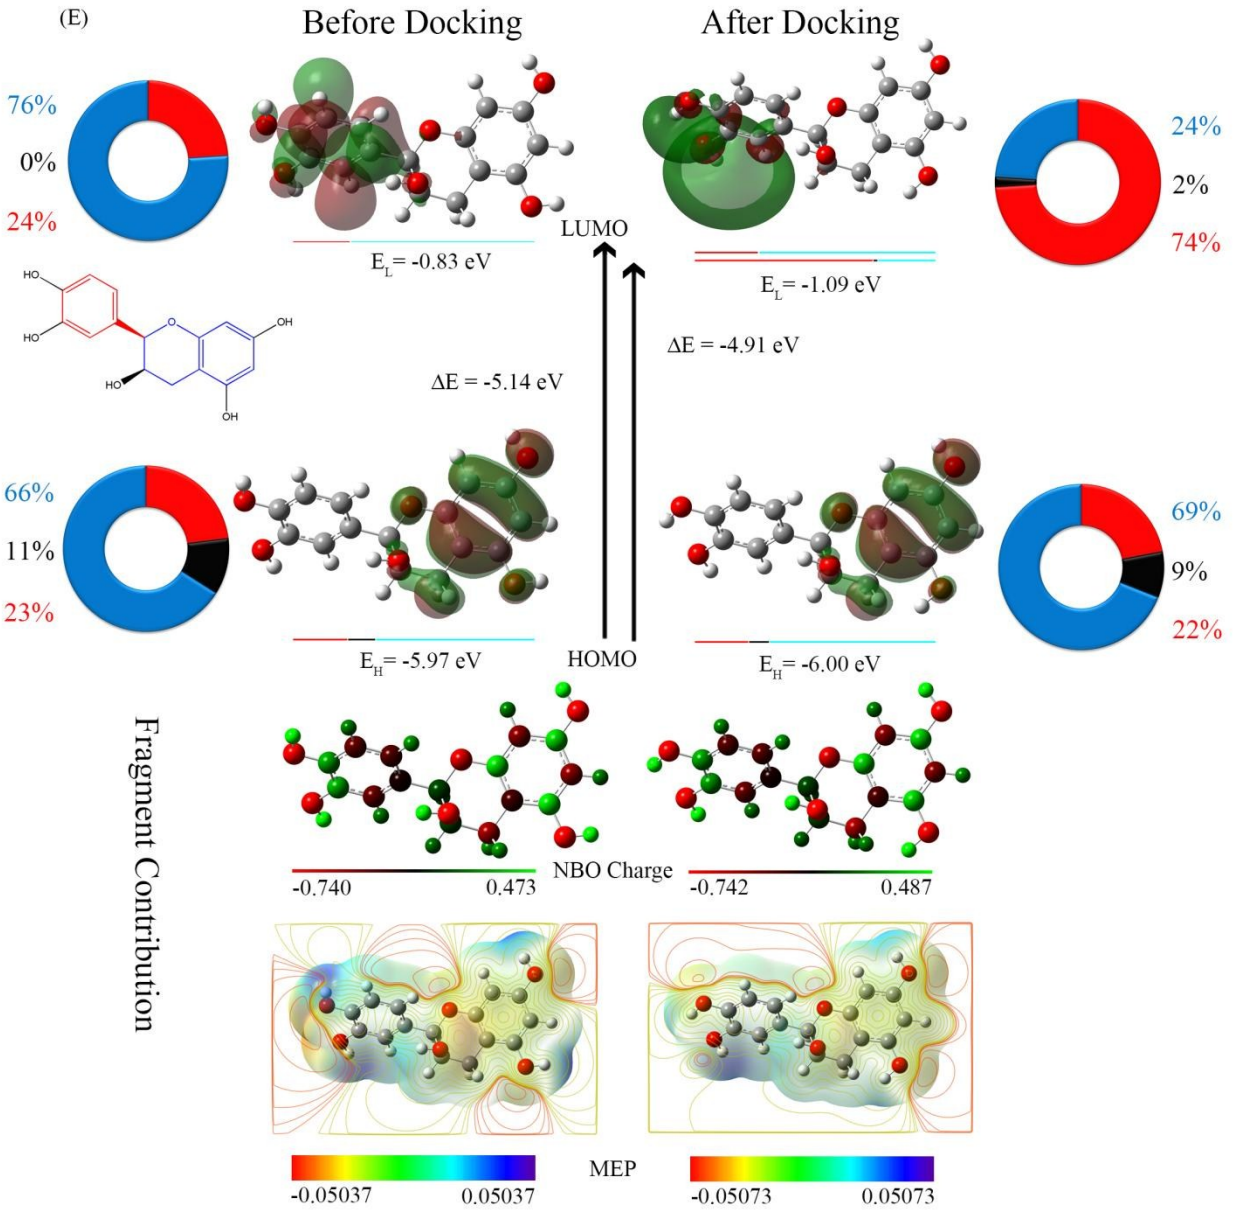 (E)
Before Docking
After Docking
76%
0%
24%
24%
2%
74%
LUMO
E_L= -0.83 eV
E_L= -1.09 eV
HO
HO
O
OH
HO
OH
ΔE = -5.14 eV
ΔE = -4.91 eV
66%
11%
23%
69%
9%
22%
HOMO
E_H= -5.97 eV
E_H= -6.00 eV
Fragment Contribution
NBO Charge
-0.740
0.473
-0.742
0.487
MEP
-0.05037
0.05037
-0.05073
0.05073